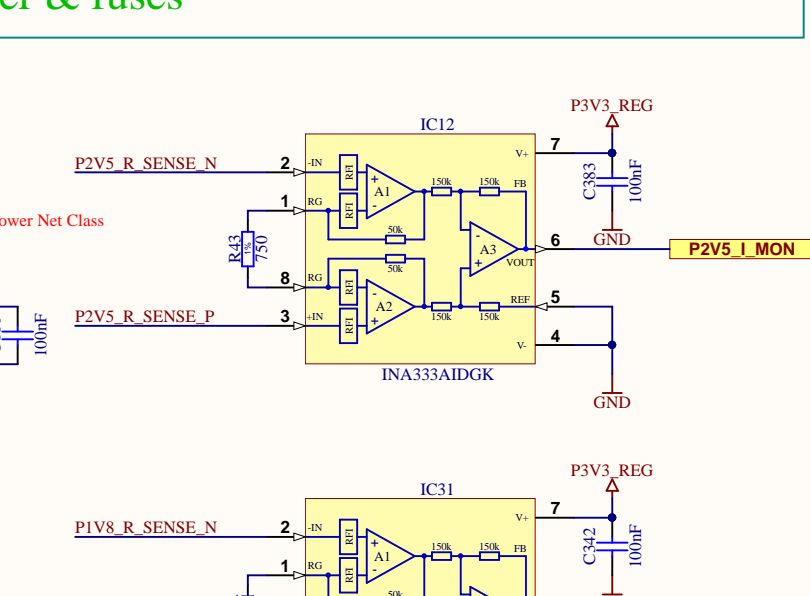 er & fuses
P3V3_REG
IC12
7
V+
P2V5_R_SENSE_N
2
-IN
RFI
A1
+
-
150k
150k
FB
C383
100nF
1
RG
RFI
ower Net Class
50k
GND
R43
1%
750
A3
-
+
6
VOUT
P2V5_I_MON
50k
8
RG
RFI
A2
-
+
REF
5
P2V5_R_SENSE_P
3
+IN
RFI
150k
150k
100nF
V-
4
INA333AIDGK
GND
P3V3_REG
IC31
7
V+
P1V8_R_SENSE_N
2
-IN
RFI
A1
+
-
150k
150k
FB
C342
100nF
1
RG
RFI
50k